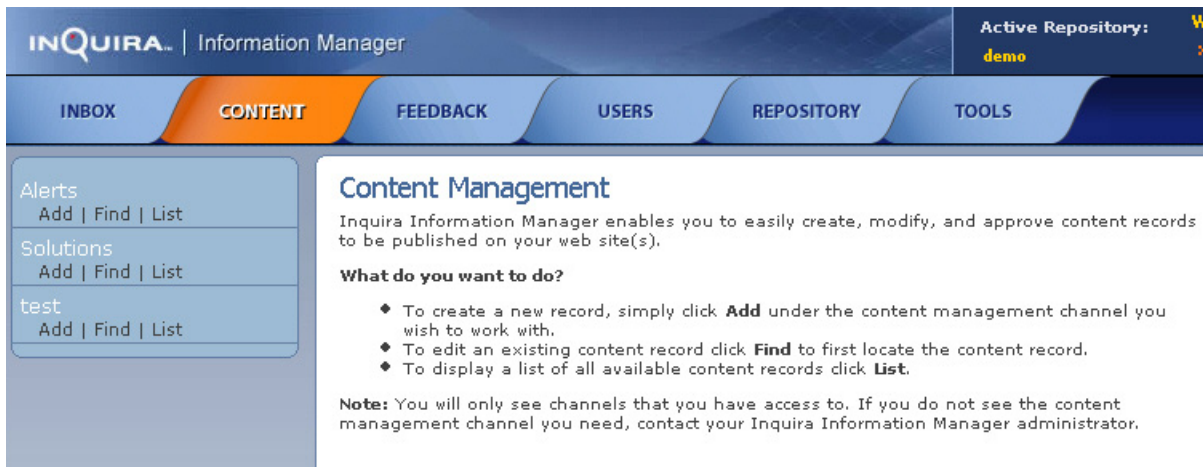 INQUIRA™ | Information Manager
Active Repository:
demo
INBOX
CONTENT
FEEDBACK
USERS
REPOSITORY
TOOLS
Alerts
Add | Find | List
Solutions
Add | Find | List
test
Add | Find | List
Content Management
Inquira Information Manager enables you to easily create, modify, and approve content records
to be published on your web site(s).
What do you want to do?
◆ To create a new record, simply click Add under the content management channel you
wish to work with.
◆ To edit an existing content record click Find to first locate the content record.
◆ To display a list of all available content records click List.
Note: You will only see channels that you have access to. If you do not see the content
management channel you need, contact your Inquira Information Manager administrator.